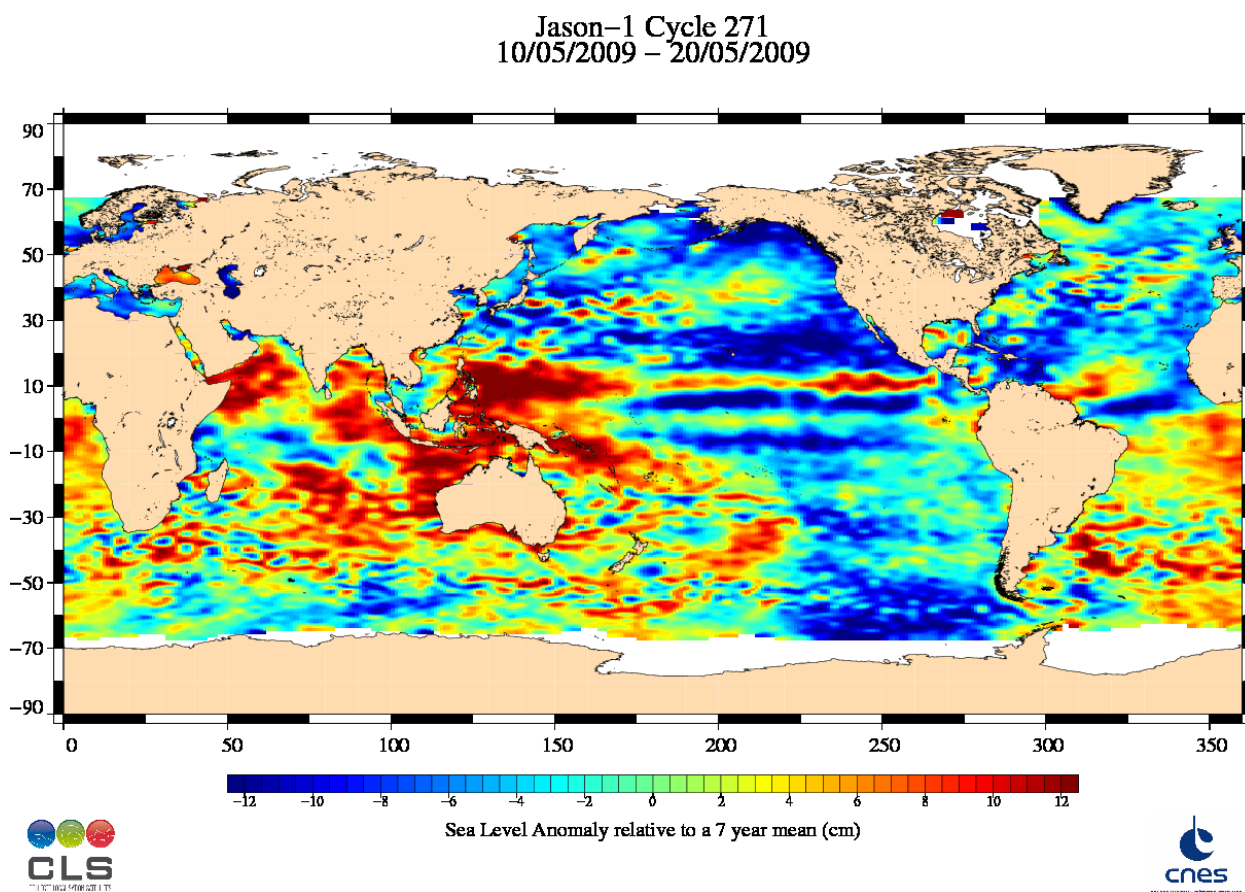 Jason−1 Cycle 271
10/05/2009 − 20/05/2009
90
70
50
30
10
−10
−30
−50
−70
−90
0 50 100 150 200 250 300 350
−12 −10 −8 −6 −4 −2 0 2 4 6 8 10 12
Sea Level Anomaly relative to a 7 year mean (cm)
CLS
cnes